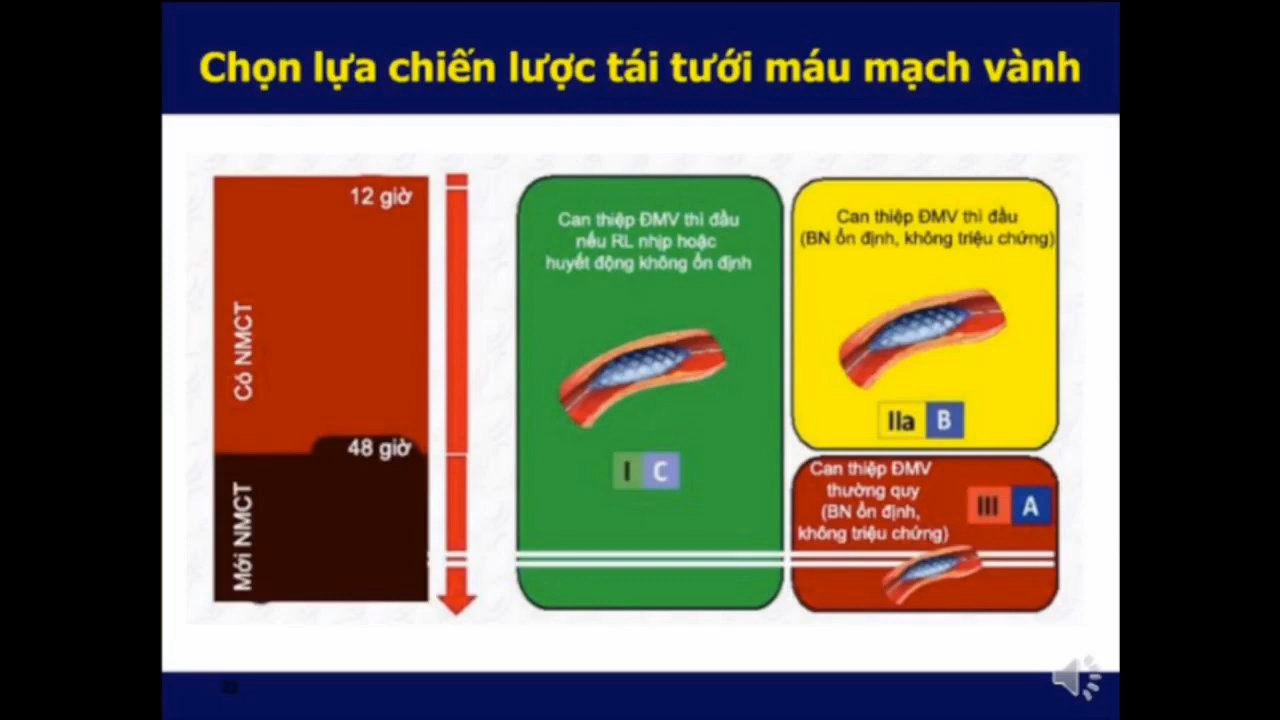 Chọn lựa chiến lược tái tưới máu mạch vành
12 giờ
Có NMCT
48 giờ
Mới NMCT
Can thiệp ĐMV thì đầu
nếu RL nhịp hoặc
huyết động không ổn định
I C
Can thiệp ĐMV thì đầu
(BN ổn định, không triệu chứng)
IIa B
Can thiệp ĐMV
thường quy
(BN ổn định,
không triệu chứng)
III A